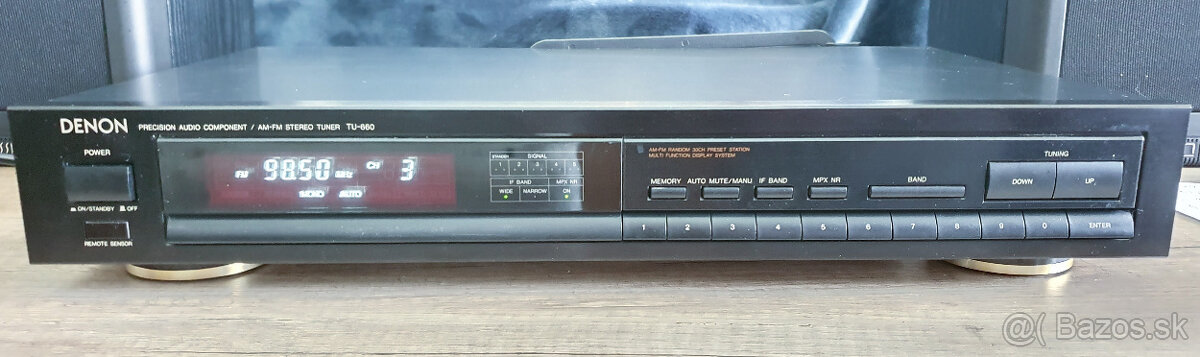 DENON PRECISION AUDIO COMPONENT / AM-FM STEREO TUNER TU-660
POWER
ON/STANDBY OFF
REMOTE SENSOR
FM 98.50 MHz CH 3
MONO AUTO
STANDBY SIGNAL
1 2 3 4 5
IF BAND MPX NR
WIDE NARROW ON
AM-FM RANDOM 30CH PRESET STATION
MULTI FUNCTION DISPLAY SYSTEM
MEMORY AUTO MUTE/MANU IF BAND MPX NR BAND
TUNING
DOWN UP
1 2 3 4 5 6 7 8 9 0 ENTER
@( Bazos.sk